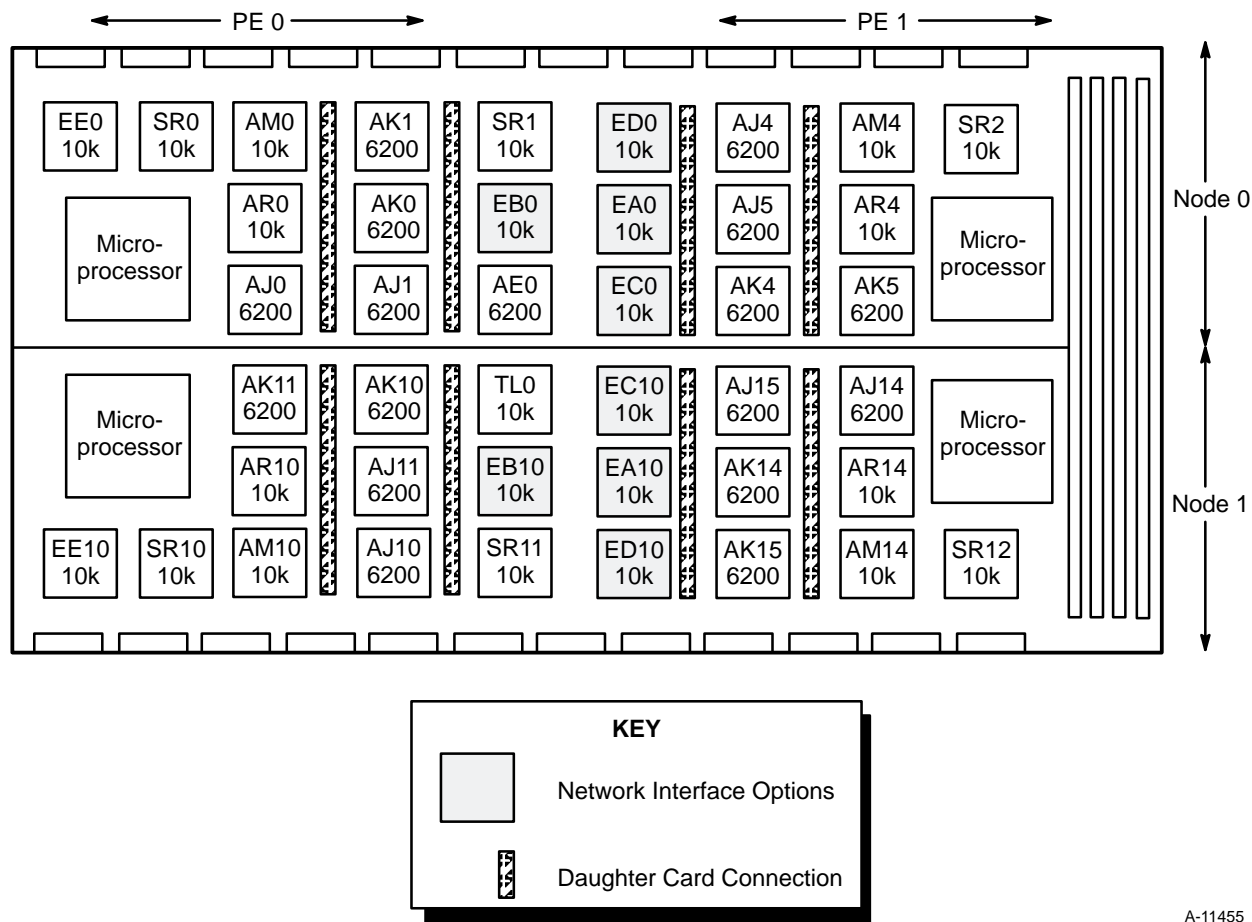 PE 0
PE 1
EE0
10k
SR0
10k
AM0
10k
AK1
6200
SR1
10k
ED0
10k
AJ4
6200
AM4
10k
SR2
10k
AR0
10k
AK0
6200
EB0
10k
EA0
10k
AJ5
6200
AR4
10k
Micro-
processor
Micro-
processor
Node 0
AJ0
6200
AJ1
6200
AE0
6200
EC0
10k
AK4
6200
AK5
6200
Micro-
processor
AK11
6200
AK10
6200
TL0
10k
EC10
10k
AJ15
6200
AJ14
6200
Micro-
processor
AR10
10k
AJ11
6200
EB10
10k
EA10
10k
AK14
6200
AR14
10k
Node 1
EE10
10k
SR10
10k
AM10
10k
AJ10
6200
SR11
10k
ED10
10k
AK15
6200
AM14
10k
SR12
10k
KEY
Network Interface Options
Daughter Card Connection
A-11455